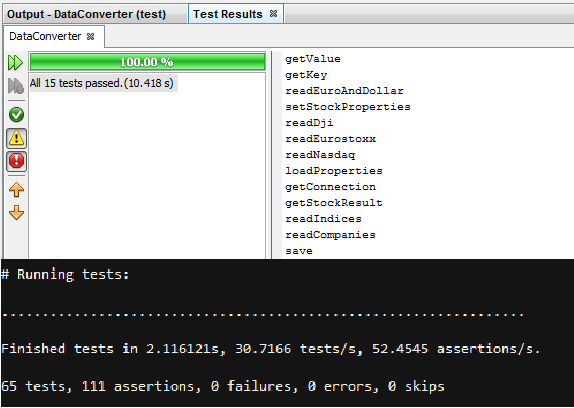 Output - DataConverter (test) Test Results
DataConverter
100.00 %
All 15 tests passed.(10.418 s)
getValue
getKey
readEuroAndDollar
setStockProperties
readDji
readEurostoxx
readNasdaq
loadProperties
getConnection
getStockResult
readIndices
readCompanies
save
# Running tests:
.................................................................
Finished tests in 2.116121s, 30.7166 tests/s, 52.4545 assertions/s.
65 tests, 111 assertions, 0 failures, 0 errors, 0 skips